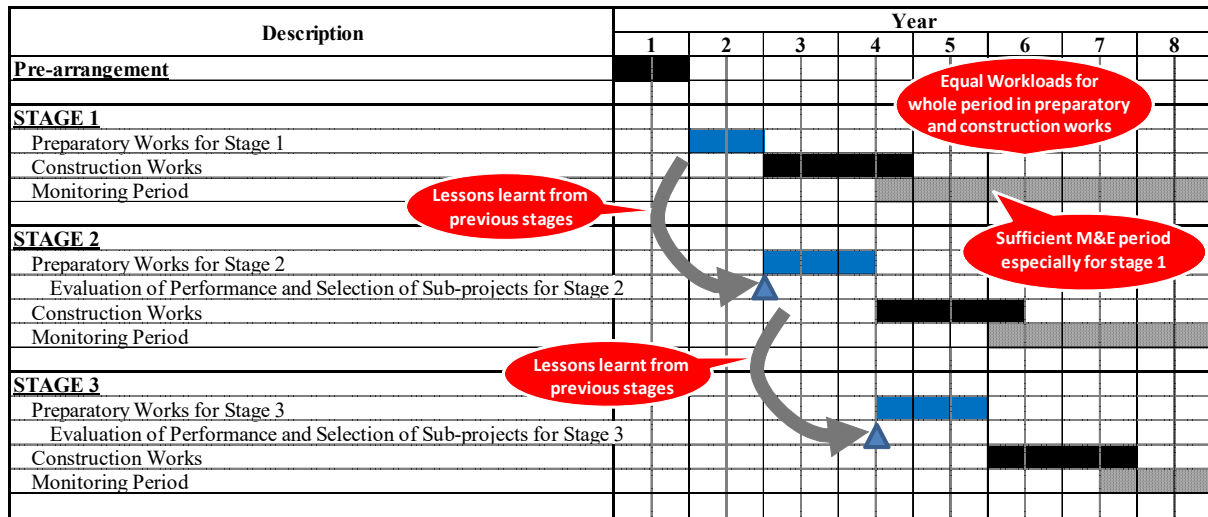 Description
Year
1 2 3 4 5 6 7 8
Pre-arrangement
Equal Workloads for
whole period in preparatory
and construction works
STAGE 1
Preparatory Works for Stage 1
Construction Works
Monitoring Period
Lessons learnt from
previous stages
Sufficient M&E period
especially for stage 1
STAGE 2
Preparatory Works for Stage 2
Evaluation of Performance and Selection of Sub-projects for Stage 2
Construction Works
Monitoring Period
Lessons learnt from
previous stages
STAGE 3
Preparatory Works for Stage 3
Evaluation of Performance and Selection of Sub-projects for Stage 3
Construction Works
Monitoring Period